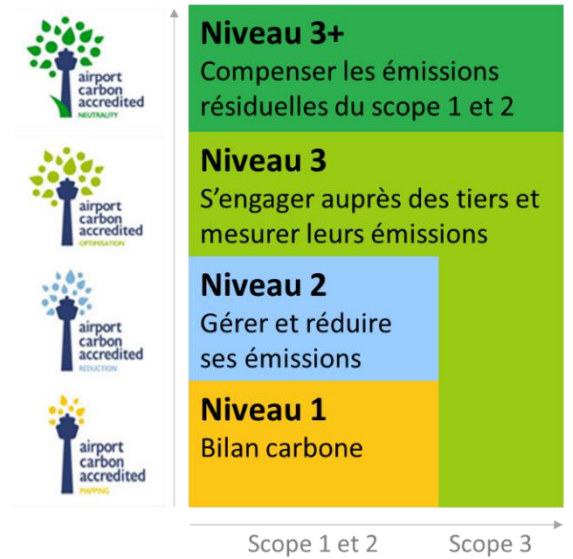 airport
carbon
accredited
NEUTRALITY
Niveau 3+
Compenser les émissions
résiduelles du scope 1 et 2
airport
carbon
accredited
OPTIMISATION
Niveau 3
S’engager auprès des tiers et
mesurer leurs émissions
airport
carbon
accredited
REDUCTION
Niveau 2
Gérer et réduire
ses émissions
airport
carbon
accredited
MAPPING
Niveau 1
Bilan carbone
Scope 1 et 2
Scope 3